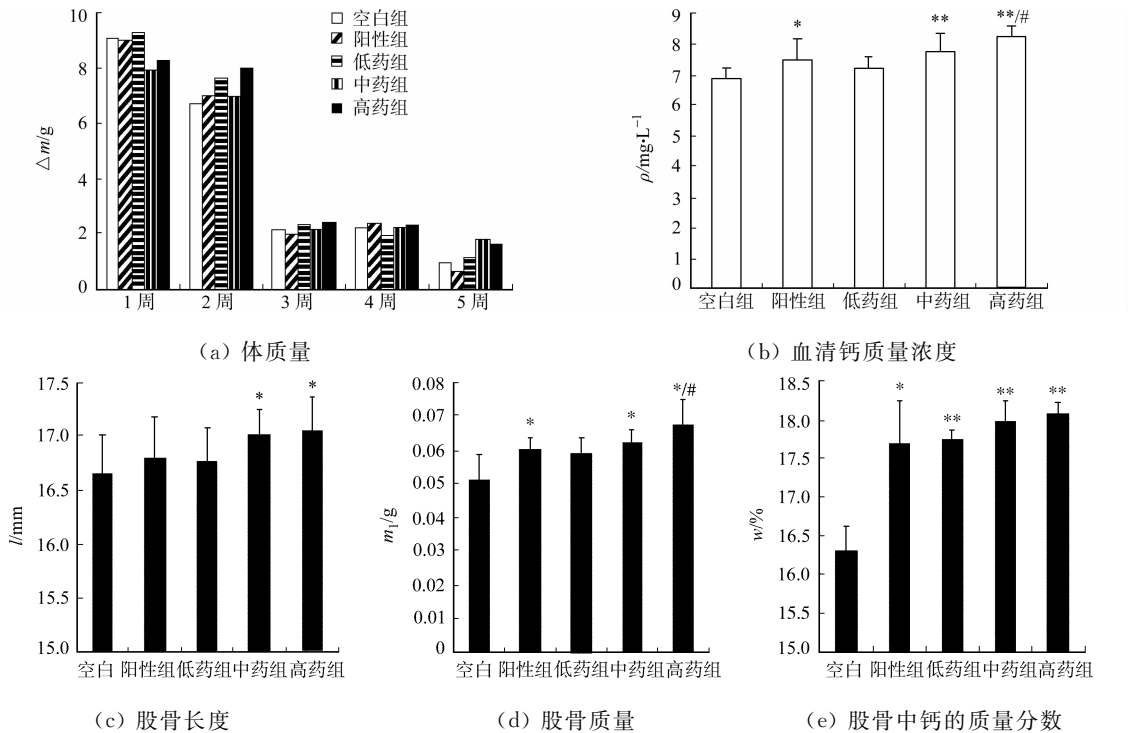 10
8
6
4
2
0
△m/g
空白组
阳性组
低药组
中药组
高药组
1周 2周 3周 4周 5周
(a) 体质量
9
8
7
6
5
4
3
2
1
0
ρ/mg•L⁻¹
* ** **/#
空白组 阳性组 低药组 中药组 高药组
(b) 血清钙质量浓度
17.5
17.0
16.5
16.0
15.5
15.0
l/mm
* *
空白 阳性组 低药组 中药组 高药组
(c) 股骨长度
0.08
0.07
0.06
0.05
0.04
0.03
0.02
0.01
0
m₁/g
* * */#
空白 阳性组 低药组 中药组 高药组
(d) 股骨质量
18.5
18.0
17.5
17.0
16.5
16.0
15.5
15.0
w/%
* ** ** **
空白 阳性组 低药组 中药组 高药组
(e) 股骨中钙的质量分数